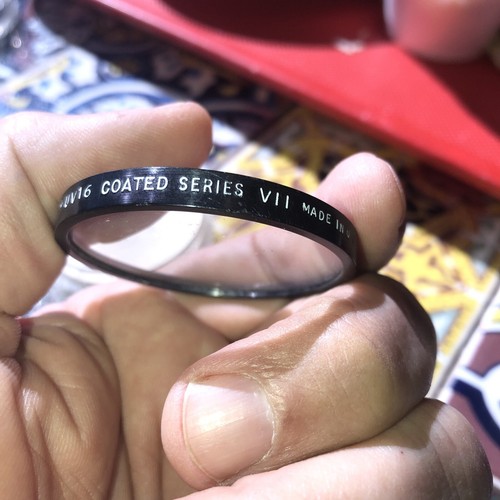 UV16 COATED SERIES VII MADE IN